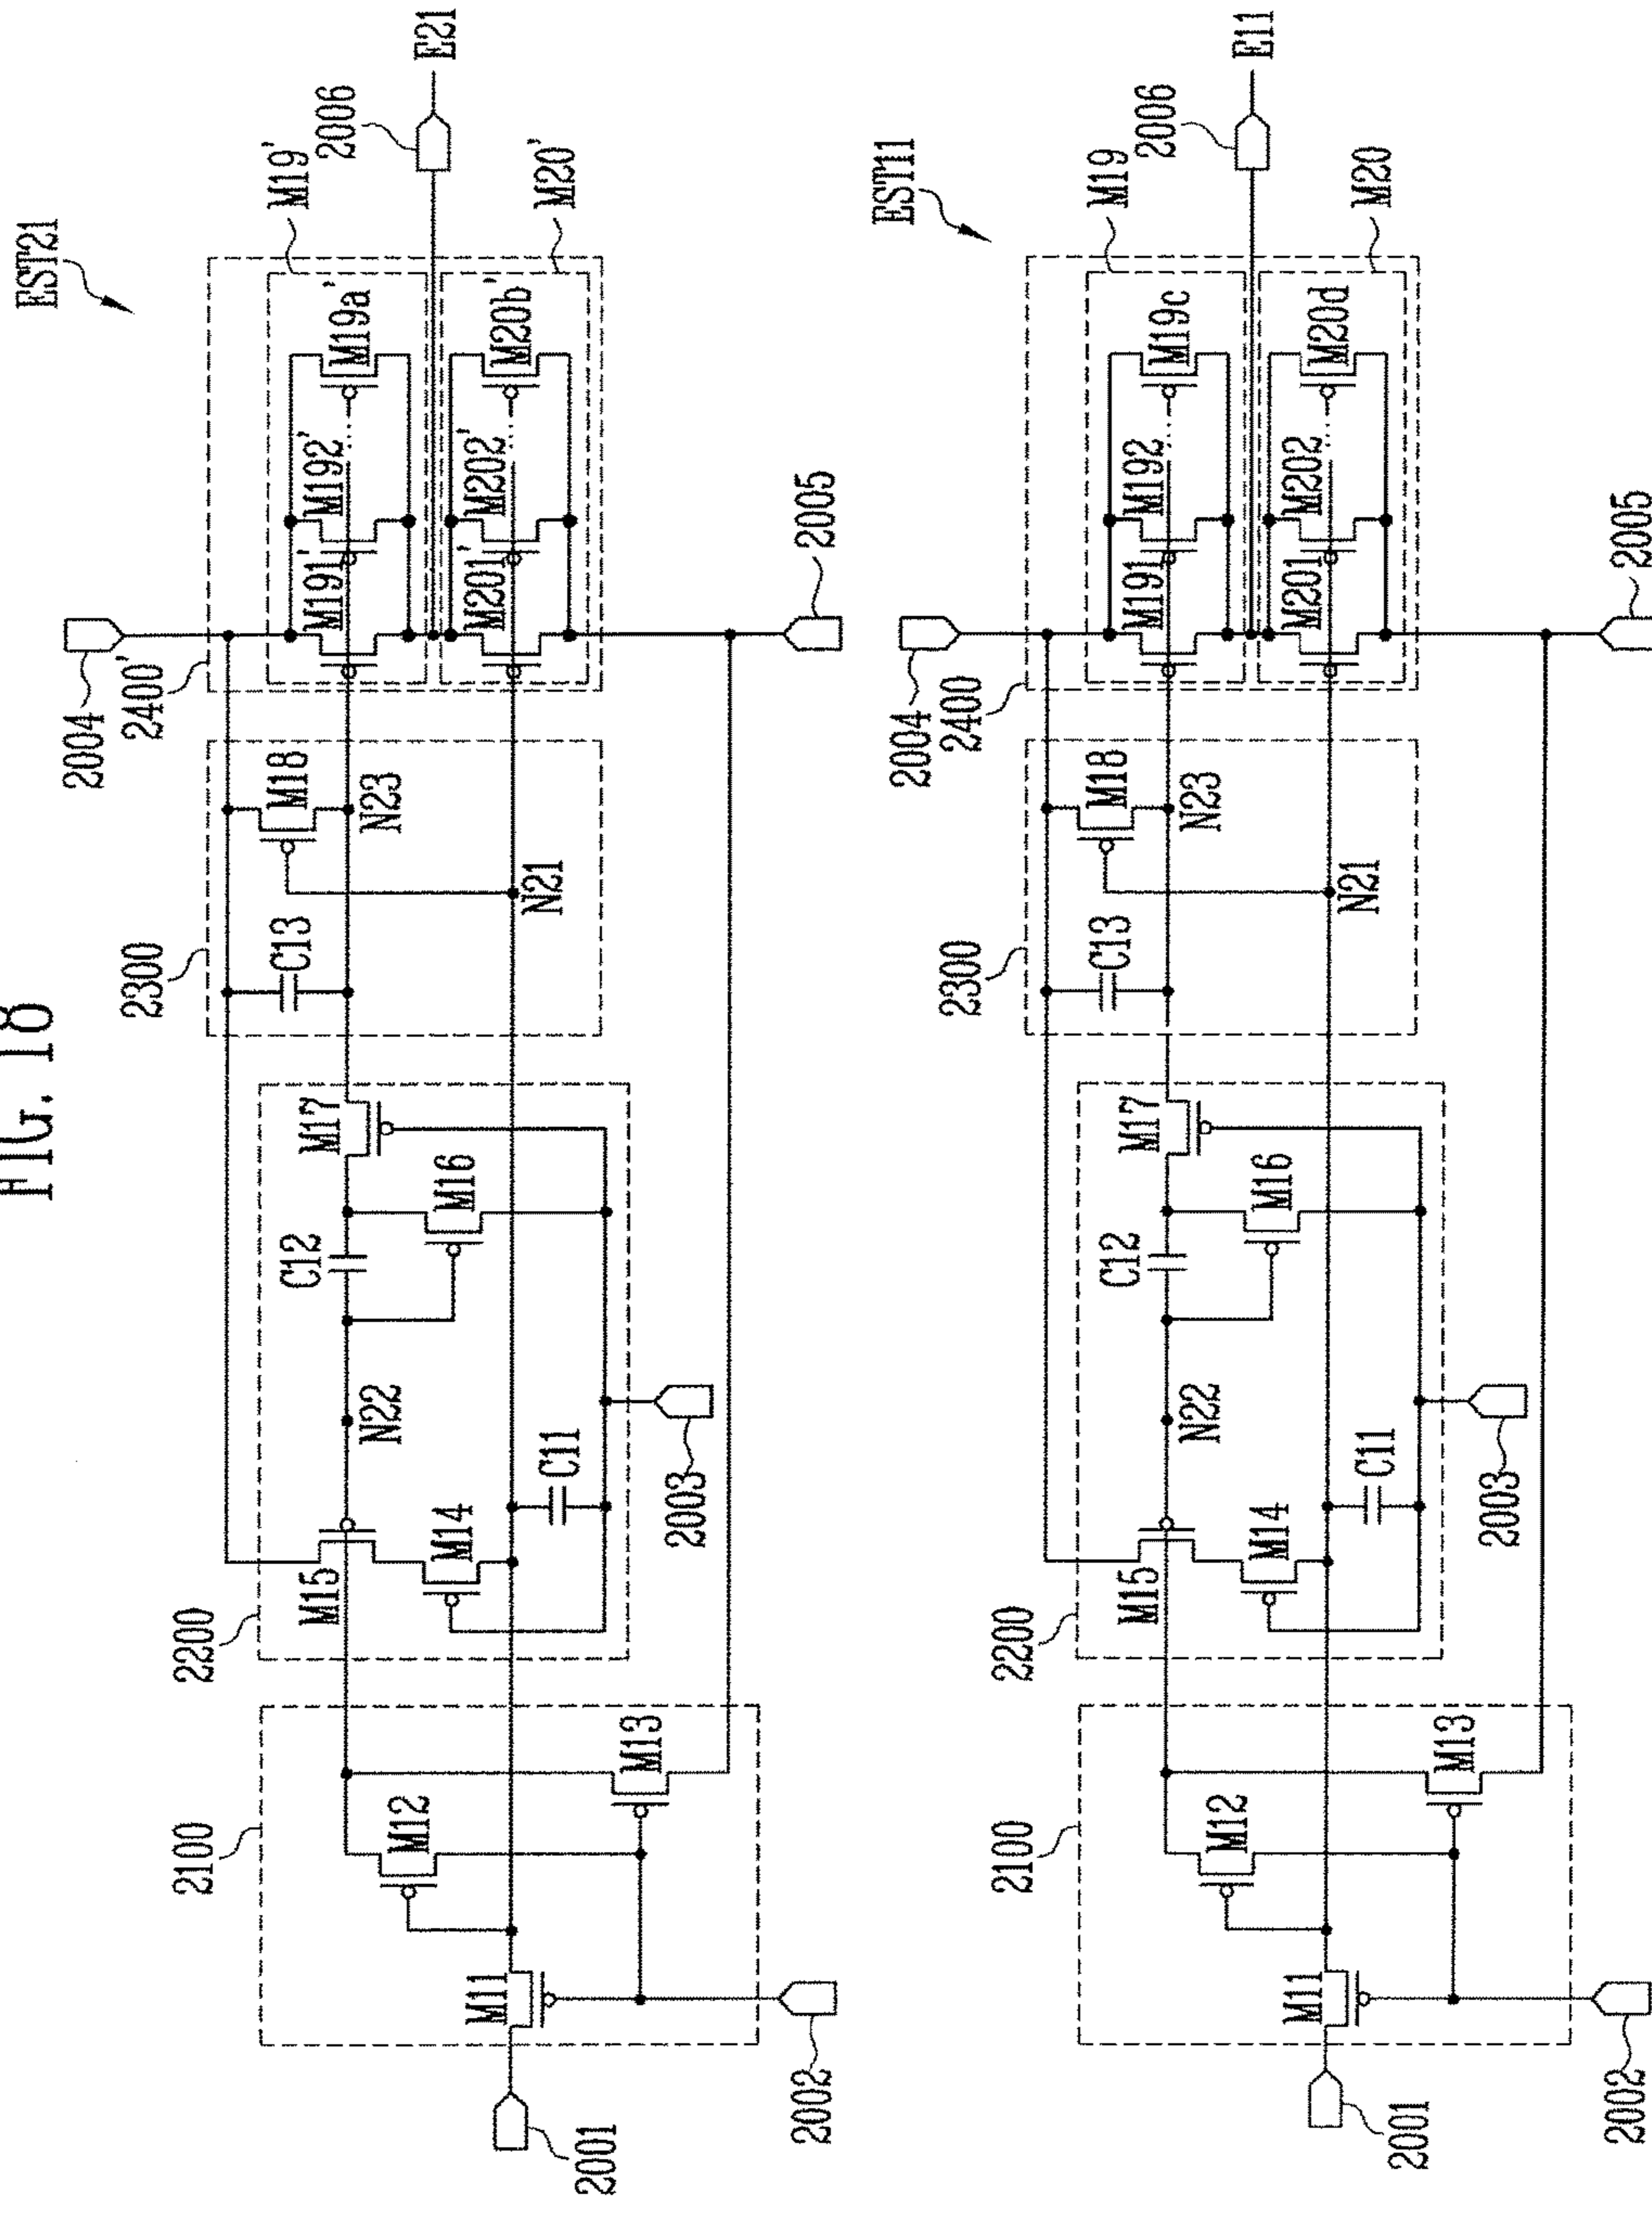 FIG. 18
EST21
2004
2400'
M19'
2006
E21
2300
C13
M18
N23
N21
M191'
M192'
M19a'
M201'
M202'
M20b'
M20'
2005
2200
M15
M14
N22
C11
C12
M16
M17
2003
2100
M12
M13
M11
2001
2002
EST11
2004
2400
M19
2006
E11
2300
C13
M18
N23
N21
M191
M192
M19c
M201
M202
M20d
M20
2005
2200
M15
M14
N22
C11
C12
M16
M17
2003
2100
M12
M13
M11
2001
2002